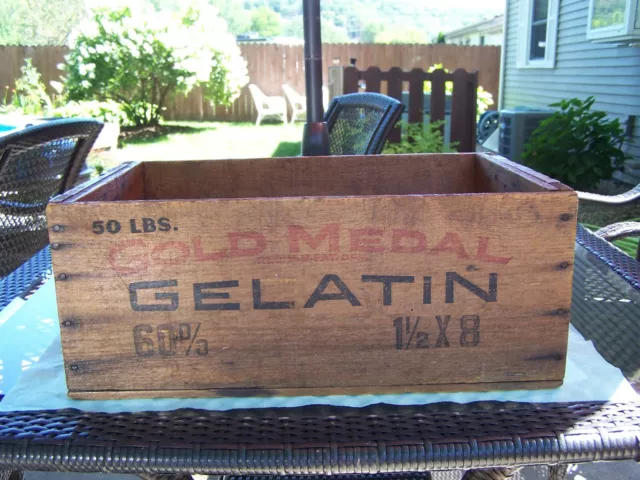 50 LBS.
GOLD MEDAL
GELATIN
60%
1½ X 8